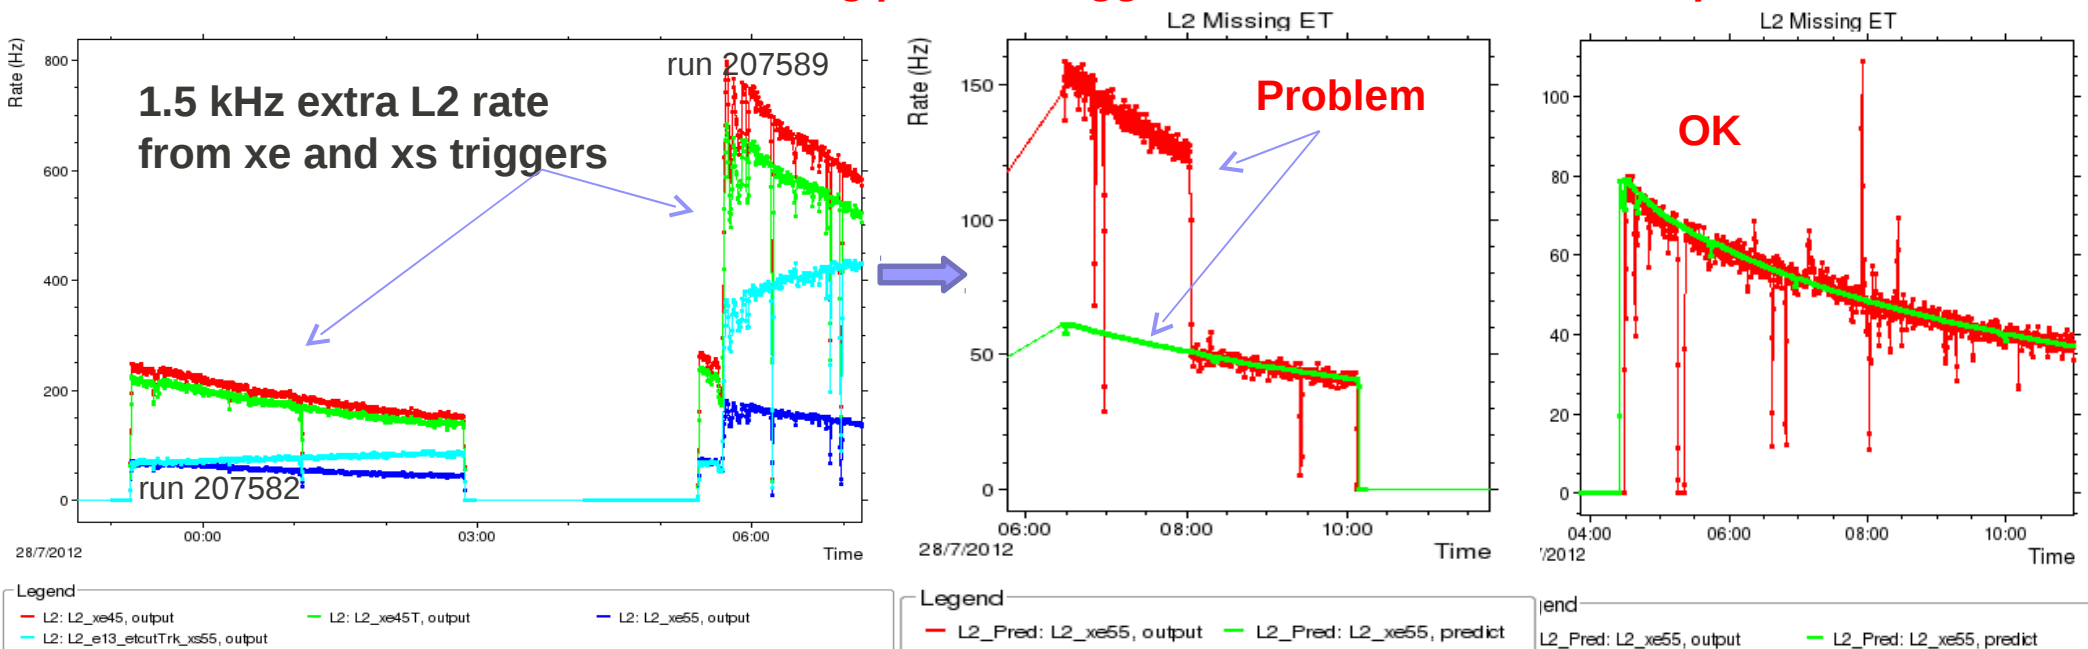 L2 Missing ET
L2 Missing ET
Rate (Hz)
800
600
400
200
0
1.5 kHz extra L2 rate
from xe and xs triggers
run 207589
run 207582
00:00
03:00
06:00
28/7/2012
Time
Legend
L2: L2_xe45, output
L2: L2_xe45T, output
L2: L2_xe55, output
L2: L2_e13_etcutTrk_xs55, output
Rate (Hz)
150
100
50
0
Problem
06:00
08:00
10:00
28/7/2012
Time
Legend
L2_Pred: L2_xe55, output
L2_Pred: L2_xe55, predict
100
80
60
40
20
0
OK
04:00
06:00
08:00
10:00
/2012
Time
end
L2_Pred: L2_xe55, output
L2_Pred: L2_xe55, predict